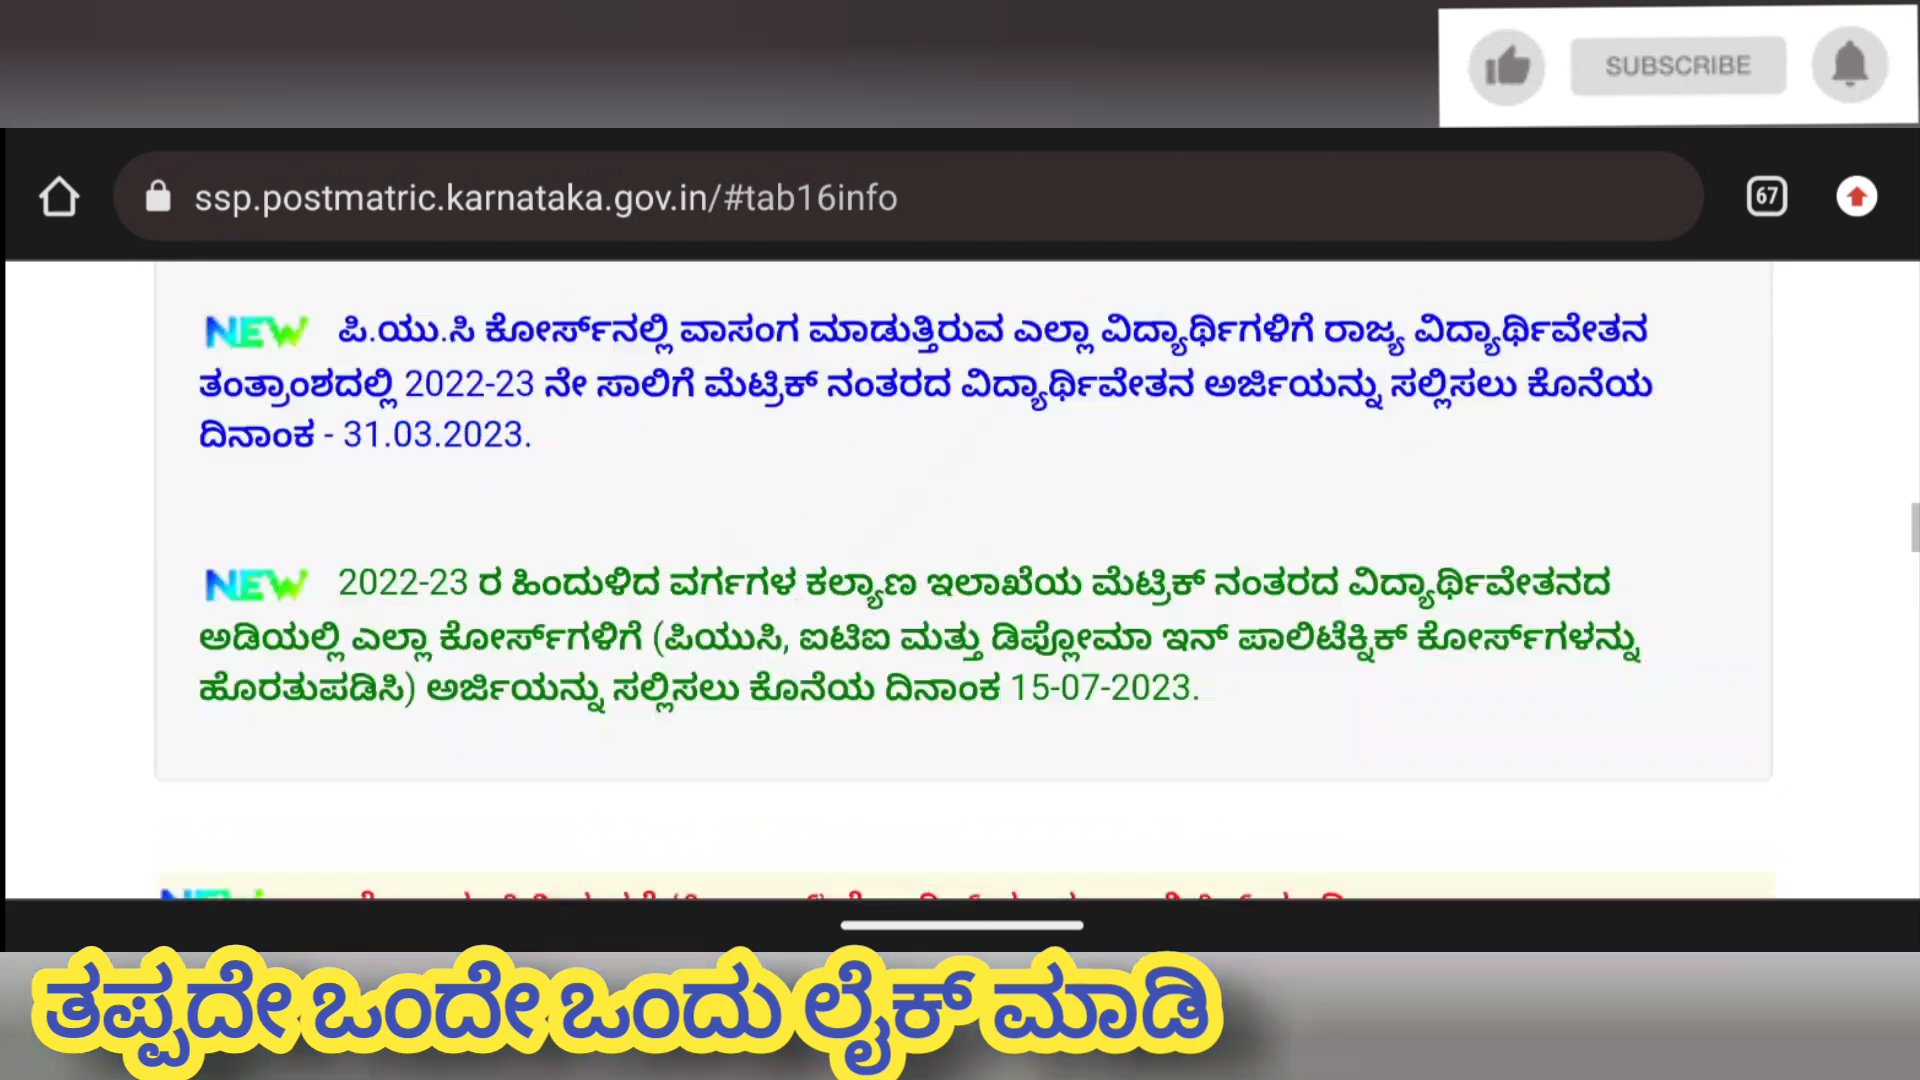 SUBSCRIBE
ssp.postmatric.karnataka.gov.in/#tab16info
67
NEW ಪಿ.ಯು.ಸಿ ಕೋರ್ಸ್‌ನಲ್ಲಿ ವಾಸಂಗ ಮಾಡುತ್ತಿರುವ ಎಲ್ಲಾ ವಿದ್ಯಾರ್ಥಿಗಳಿಗೆ ರಾಜ್ಯ ವಿದ್ಯಾರ್ಥಿವೇತನ
ತಂತ್ರಾಂಶದಲ್ಲಿ 2022-23 ನೇ ಸಾಲಿಗೆ ಮೆಟ್ರಿಕ್ ನಂತರದ ವಿದ್ಯಾರ್ಥಿವೇತನ ಅರ್ಜಿಯನ್ನು ಸಲ್ಲಿಸಲು ಕೊನೆಯ
ದಿನಾಂಕ - 31.03.2023.
NEW 2022-23 ರ ಹಿಂದುಳಿದ ವರ್ಗಗಳ ಕಲ್ಯಾಣ ಇಲಾಖೆಯ ಮೆಟ್ರಿಕ್ ನಂತರದ ವಿದ್ಯಾರ್ಥಿವೇತನದ
ಅಡಿಯಲ್ಲಿ ಎಲ್ಲಾ ಕೋರ್ಸ್‌ಗಳಿಗೆ (ಪಿಯುಸಿ, ಐಟಿಐ ಮತ್ತು ಡಿಪ್ಲೋಮಾ ಇನ್ ಪಾಲಿಟೆಕ್ನಿಕ್ ಕೋರ್ಸ್‌ಗಳನ್ನು
ಹೊರತುಪಡಿಸಿ) ಅರ್ಜಿಯನ್ನು ಸಲ್ಲಿಸಲು ಕೊನೆಯ ದಿನಾಂಕ 15-07-2023.
ತಪ್ಪದೇ ಒಂದೇ ಒಂದು ಲೈಕ್ ಮಾಡಿ